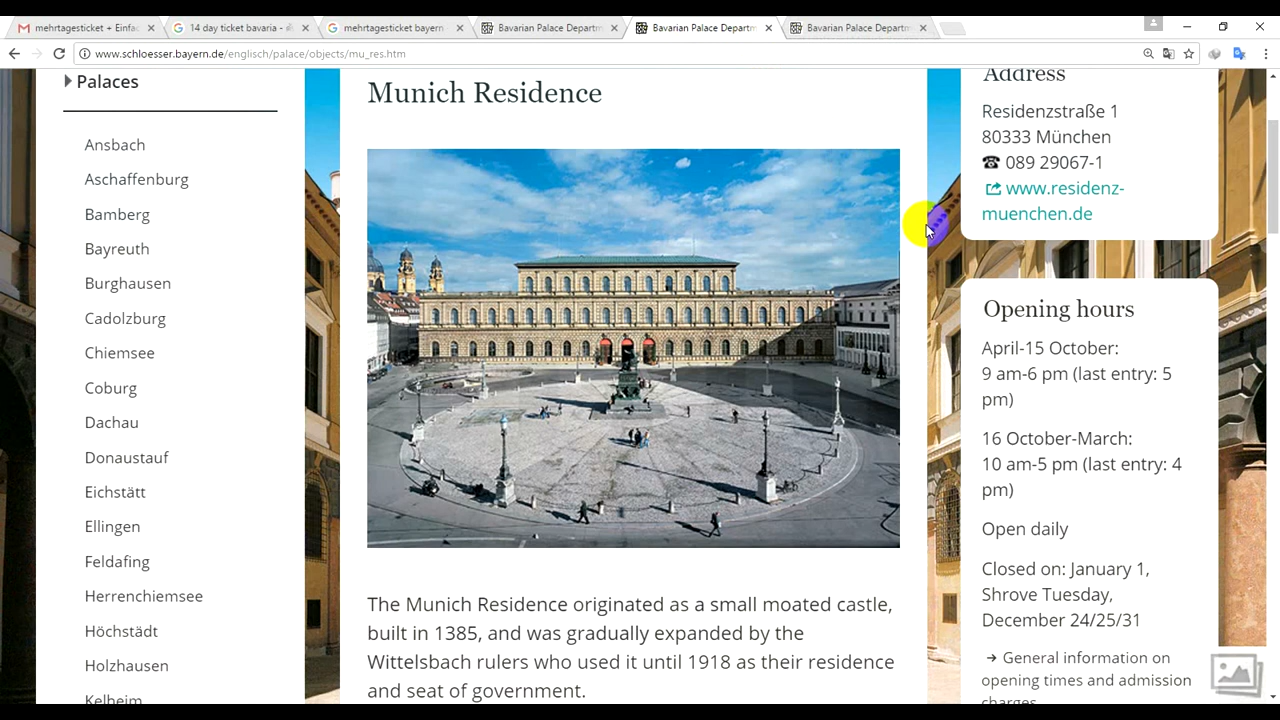 mehrtagesticket + Einfac
14 day ticket bavaria -
mehrtagesticket bayern
Bavarian Palace Departm
Bavarian Palace Departm
Bavarian Palace Departm
www.schloesser.bayern.de/englisch/palace/objects/mu_res.htm
Palaces
Ansbach
Aschaffenburg
Bamberg
Bayreuth
Burghausen
Cadolzburg
Chiemsee
Coburg
Dachau
Donaustauf
Eichstätt
Ellingen
Feldafing
Herrenchiemsee
Höchstädt
Holzhausen
Kelheim
Munich Residence
The Munich Residence originated as a small moated castle,
built in 1385, and was gradually expanded by the
Wittelsbach rulers who used it until 1918 as their residence
and seat of government.
Address
Residenzstraße 1
80333 München
☎ 089 29067-1
www.residenz-
muenchen.de
Opening hours
April-15 October:
9 am-6 pm (last entry: 5
pm)
16 October-March:
10 am-5 pm (last entry: 4
pm)
Open daily
Closed on: January 1,
Shrove Tuesday,
December 24/25/31
→ General information on
opening times and admission
charges